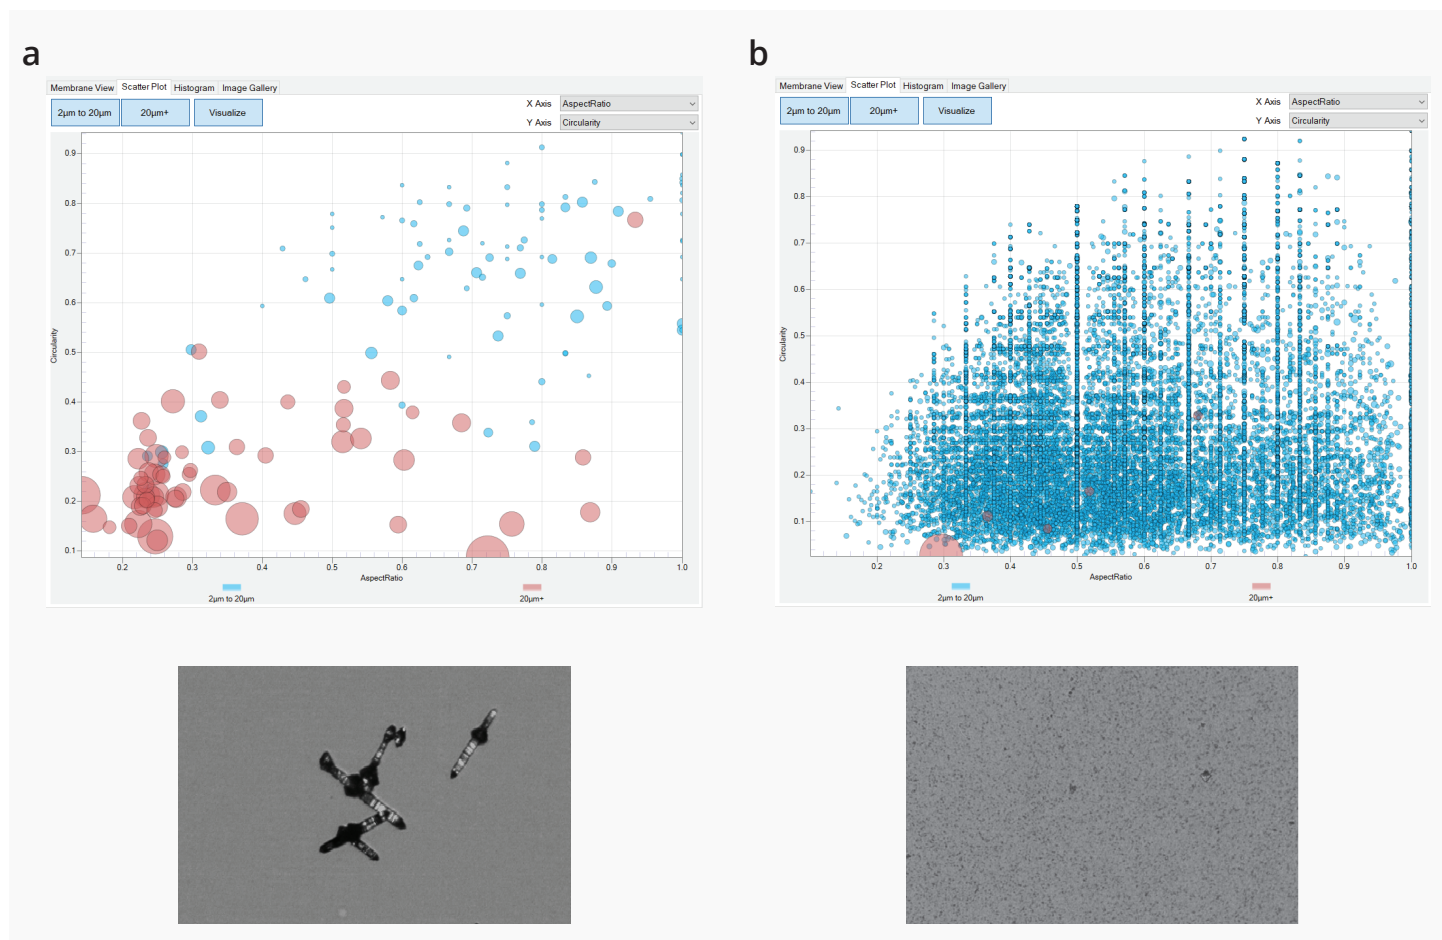 a
Membrane View Scatter Plot Histogram Image Gallery
2µm to 20µm 20µm+ Visualize
X Axis AspectRatio
Y Axis Circularity
0.9
0.8
0.7
0.6
0.5
0.4
0.3
0.2
0.1
Circularity
0.2 0.3 0.4 0.5 0.6 0.7 0.8 0.9 1.0
AspectRatio
2µm to 20µm 20µm+
b
Membrane View Scatter Plot Histogram Image Gallery
2µm to 20µm 20µm+ Visualize
X Axis AspectRatio
Y Axis Circularity
0.9
0.8
0.7
0.6
0.5
0.4
0.3
0.2
0.1
Circularity
0.2 0.3 0.4 0.5 0.6 0.7 0.8 0.9 1.0
AspectRatio
2µm to 20µm 20µm+